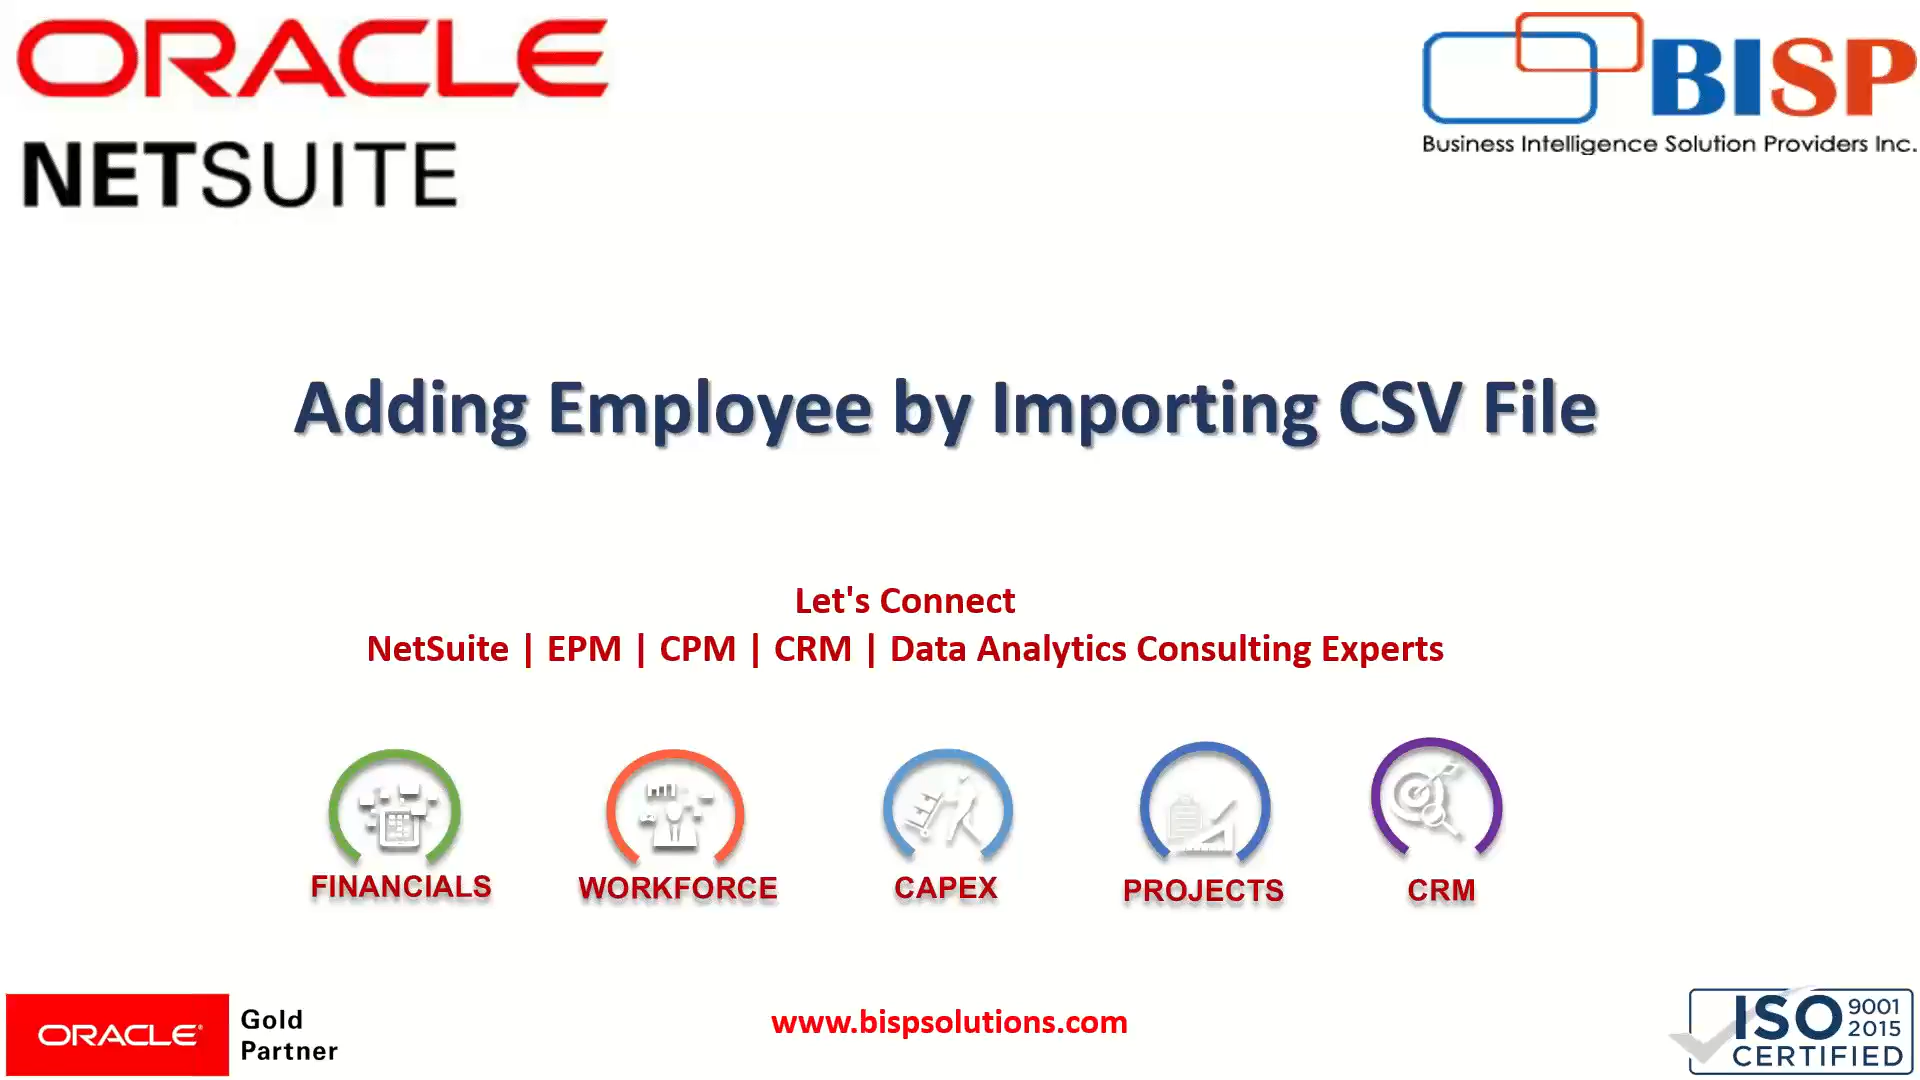 ORACLE
NETSUITE
BISP
Business Intelligence Solution Providers Inc.
Adding Employee by Importing CSV File
Let's Connect
NetSuite | EPM | CPM | CRM | Data Analytics Consulting Experts
FINANCIALS
WORKFORCE
CAPEX
PROJECTS
CRM
ORACLE®
Gold
Partner
www.bispsolutions.com
ISO 9001
2015
CERTIFIED